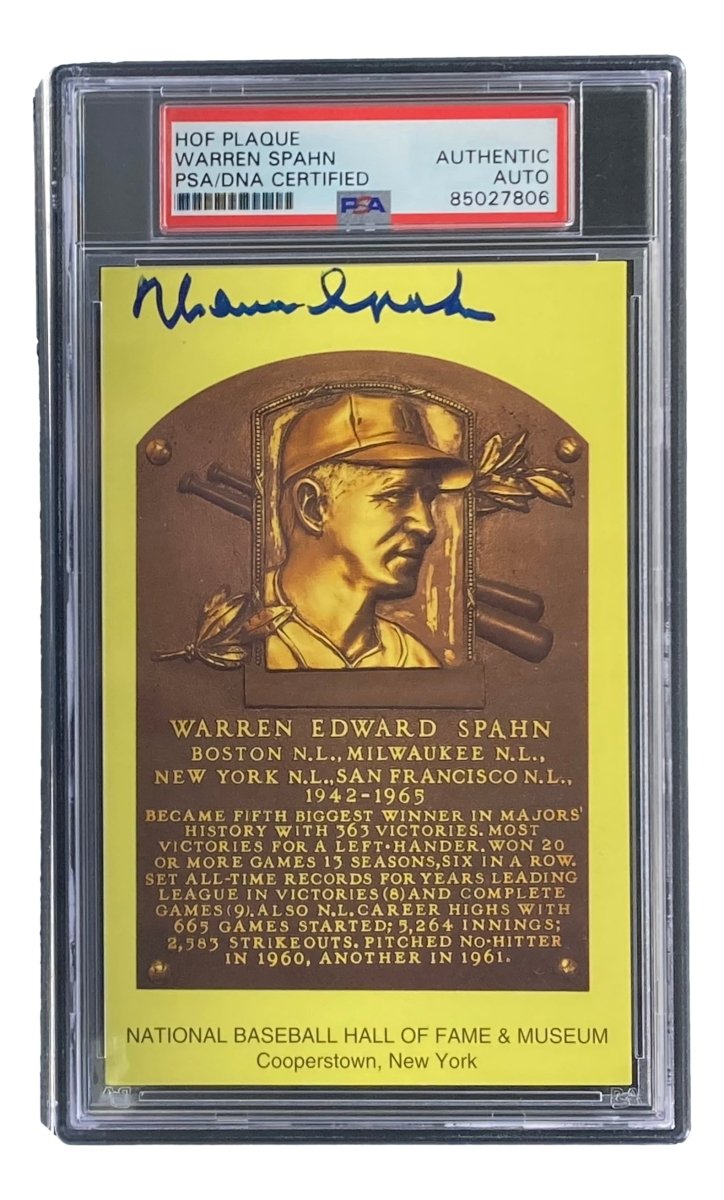 HOF PLAQUE
WARREN SPAHN AUTHENTIC
PSA/DNA CERTIFIED AUTO
PSA 85027806
Warren Spahn
WARREN EDWARD SPAHN
BOSTON N.L., MILWAUKEE N.L.,
NEW YORK N.L., SAN FRANCISCO N.L.,
1942-1965
BECAME FIFTH BIGGEST WINNER IN MAJORS'
HISTORY WITH 363 VICTORIES. MOST
VICTORIES FOR A LEFT-HANDER. WON 20
OR MORE GAMES 13 SEASONS, SIX IN A ROW.
SET ALL-TIME RECORDS FOR YEARS LEADING
LEAGUE IN VICTORIES (8) AND COMPLETE
GAMES (9). ALSO N.L. CAREER HIGHS WITH
665 GAMES STARTED; 5,264 INNINGS;
2,583 STRIKEOUTS. PITCHED NO-HITTER
IN 1960, ANOTHER IN 1961.
NATIONAL BASEBALL HALL OF FAME & MUSEUM
Cooperstown, New York